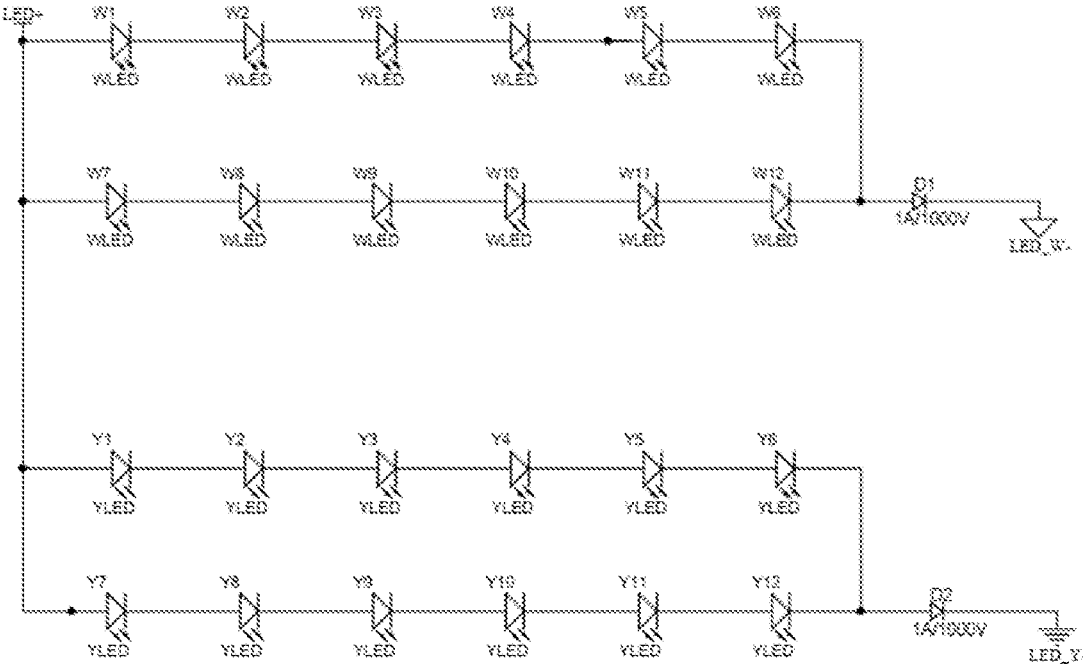 LED+ W1 W2 W3 W4 W5 W6
WLED WLED WLED WLED WLED WLED
W7 W8 W9 W10 W11 W12 D1
WLED WLED WLED WLED WLED WLED 1A/1000V
LED_W-
Y1 Y2 Y3 Y4 Y5 Y6
YLED YLED YLED YLED YLED YLED
Y7 Y8 Y9 Y10 Y11 Y12 D2
YLED YLED YLED YLED YLED YLED 1A/1000V
LED_Y